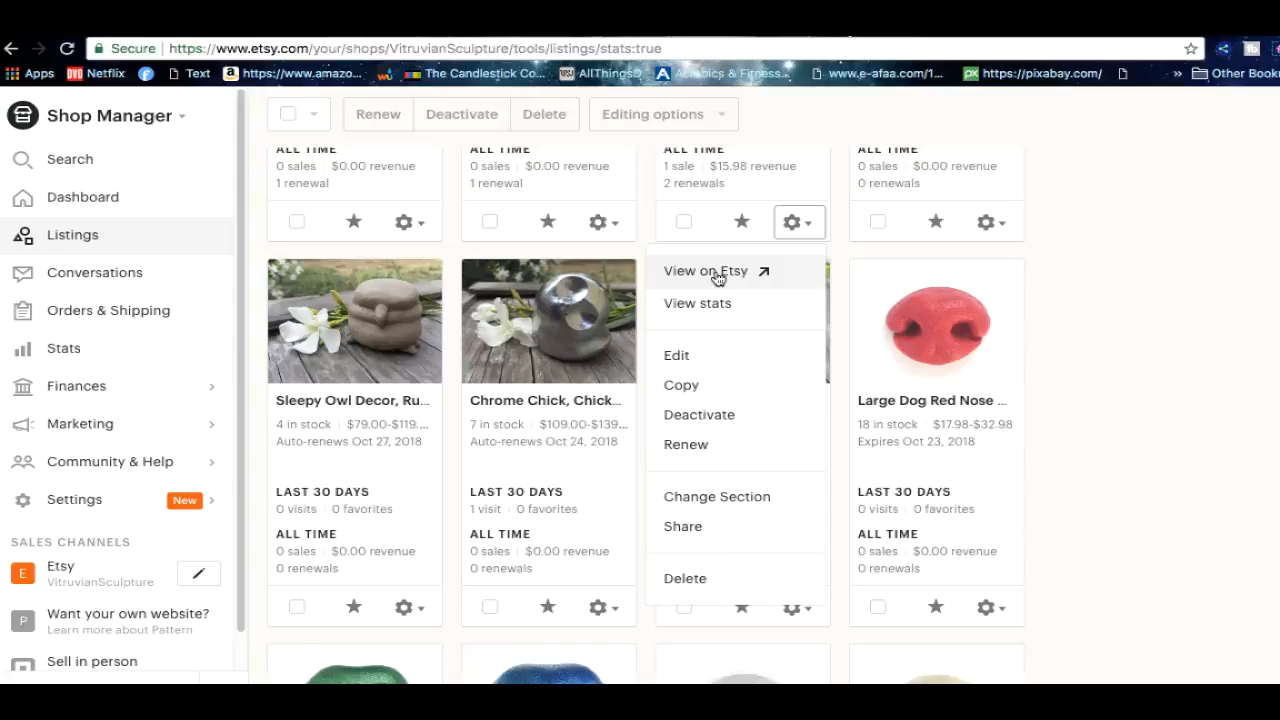 Secure https://www.etsy.com/your/shops/VitruvianSculpture/tools/listings/stats:true
Apps Netflix Text https://www.amazo... The Candlestick Co... AllThingsD Aerobics & Fitness... www.e-afaa.com/1... https://pixabay.com/ » Other Book
Shop Manager
Search
Dashboard
Listings
Conversations
Orders & Shipping
Stats
Finances
Marketing
Community & Help
Settings New
SALES CHANNELS
E Etsy
VitruvianSculpture
P Want your own website?
Learn more about Pattern
Sell in person
Renew Deactivate Delete Editing options
ALL TIME
0 sales $0.00 revenue
1 renewal
ALL TIME
0 sales $0.00 revenue
1 renewal
ALL TIME
1 sale $15.98 revenue
2 renewals
ALL TIME
0 sales $0.00 revenue
0 renewals
Sleepy Owl Decor, Ru...
4 in stock $79.00-$119....
Auto-renews Oct 27, 2018
LAST 30 DAYS
0 visits 0 favorites
ALL TIME
0 sales $0.00 revenue
0 renewals
Chrome Chick, Chick...
7 in stock $109.00-$139...
Auto-renews Oct 24, 2018
LAST 30 DAYS
1 visit 0 favorites
ALL TIME
0 sales $0.00 revenue
0 renewals
View on Etsy
View stats
Edit
Copy
Deactivate
Renew
Change Section
Share
Delete
Large Dog Red Nose ...
18 in stock $17.98-$32.98
Expires Oct 23, 2018
LAST 30 DAYS
0 visits 0 favorites
ALL TIME
0 sales $0.00 revenue
0 renewals